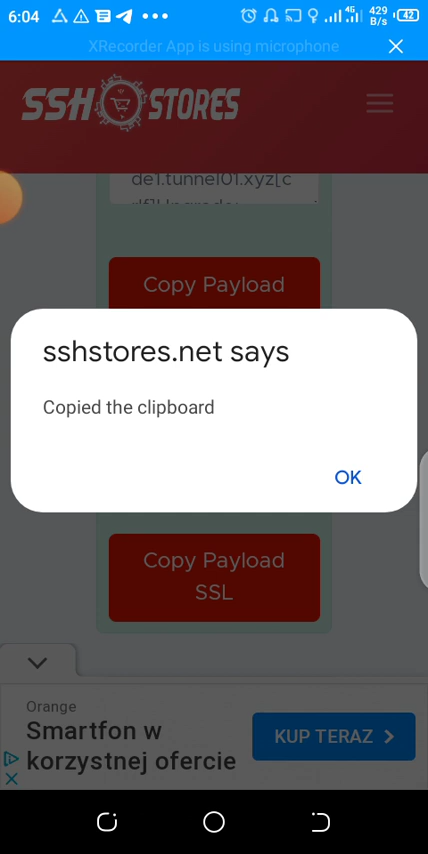 6:04
4G
429
B/s
42
XRecorder App is using microphone
SSH STORES
de1.tunnel01.xyz[c
Copy Payload
sshstores.net says
Copied the clipboard
OK
Copy Payload
SSL
Orange
Smartfon w
korzystnej ofercie
KUP TERAZ